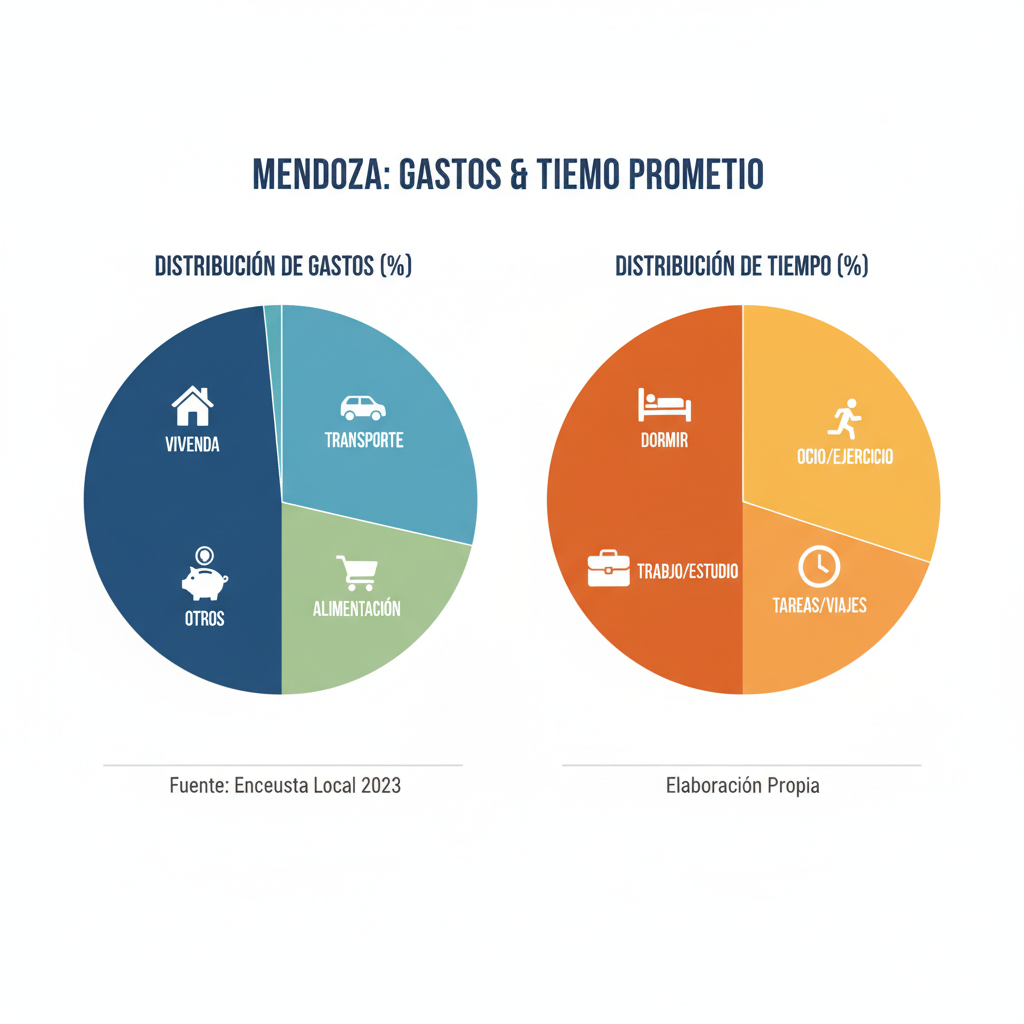 MENDOZA: GASTOS & TIEMO PROMETIO
DISTRIBUCIÓN DE GASTOS (%)
VIVENDA
TRANSPORTE
OTROS
ALIMENTACIÓN
Fuente: Enceusta Local 2023
DISTRIBUCIÓN DE TIEMPO (%)
DORMIR
OCIO/EJERCICIO
TRABJO/ESTUDIO
TAREAS/VIAJES
Elaboración Propia